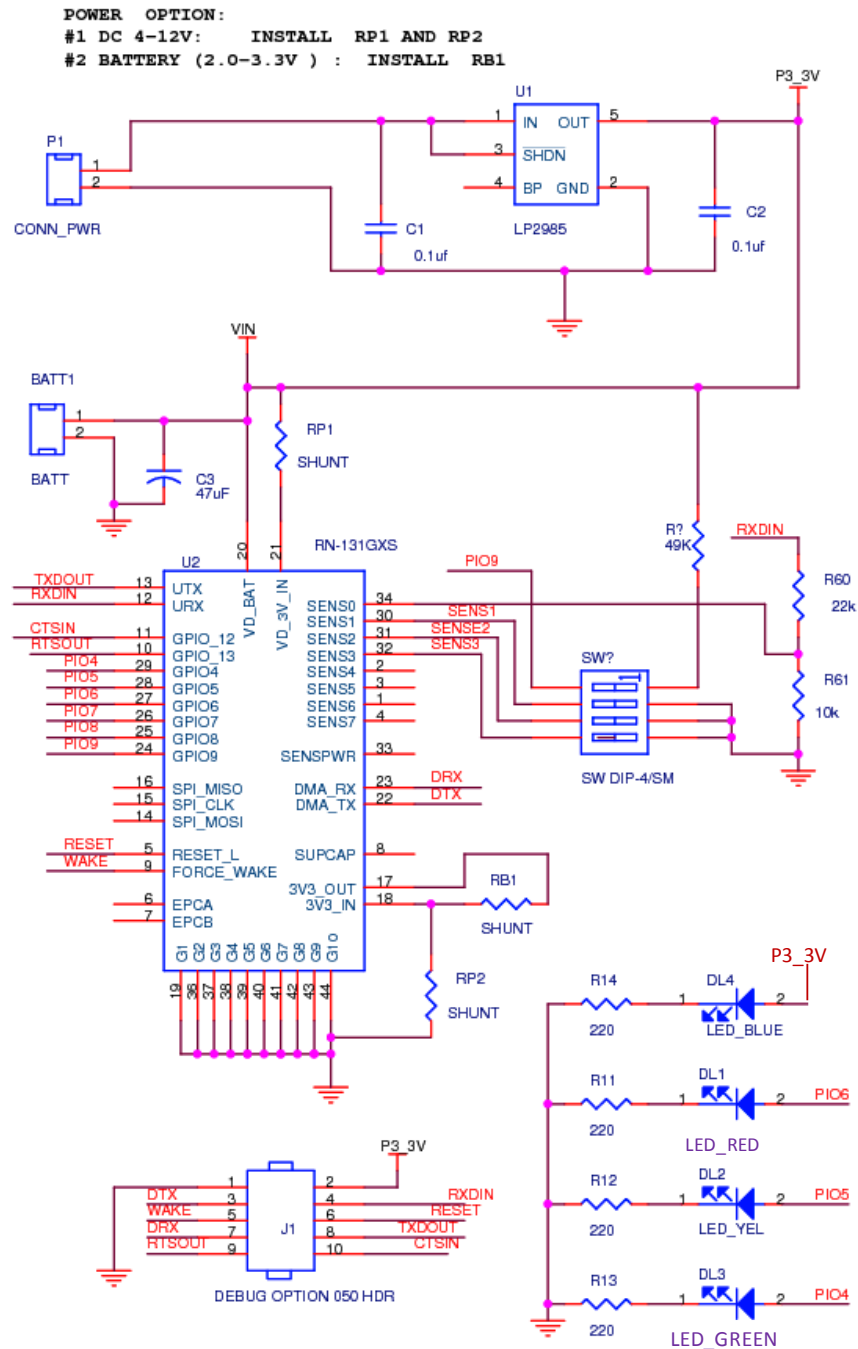 POWER OPTION:
#1 DC 4-12V: INSTALL RP1 AND RP2
#2 BATTERY (2.0-3.3V ) : INSTALL RB1
P3_3V
U1
1 IN OUT 5
3 SHDN
4 BP GND 2
LP2985
P1
1
2
CONN_PWR
C1
0.1uf
C2
0.1uf
VIN
BATT1
1
2
BATT
C3
47uF
RP1
SHUNT
RN-131GXS
U2
20
21
VD_BAT
VD_3V_IN
TXDOUT 13 UTX
RXDIN 12 URX
CTSIN 11 GPIO_12
RTSOUT 10 GPIO_13
PIO4 29 GPIO4
PIO5 28 GPIO5
PIO6 27 GPIO6
PIO7 26 GPIO7
PIO8 25 GPIO8
PIO9 24 GPIO9
16 SPI_MISO
15 SPI_CLK
14 SPI_MOSI
RESET 5 RESET_L
WAKE 9 FORCE_WAKE
6 EPCA
7 EPCB
SENS0 34
SENS1 30 SENS1
SENS2 31 SENSE2
SENS3 32 SENS3
SENS4 2
SENS5 3
SENS6 1
SENS7 4
SENSPWR 33
DMA_RX 23 DRX
DMA_TX 22 DTX
SUPCAP 8
3V3_OUT 17
3V3_IN 18
G1 G2 G3 G4 G5 G6 G7 G8 G9 G10
19 36 37 38 39 40 41 42 43 44
RB1
SHUNT
RP2
SHUNT
PIO9
R?
49K
RXDIN
R60
22k
R61
10k
SW?
1
SW DIP-4/SM
P3_3V
R14
220
1
DL4
2
LED_BLUE
R11
220
1
DL1
2
PIO6
LED_RED
R12
220
1
DL2
2
PIO5
LED_YEL
R13
220
1
DL3
2
PIO4
LED_GREEN
P3_3V
1 2
DTX 3 4 RXDIN
WAKE 5 6 RESET
DRX 7 J1 8 TXDOUT
RTSOUT 9 10 CTSIN
DEBUG OPTION 050 HDR